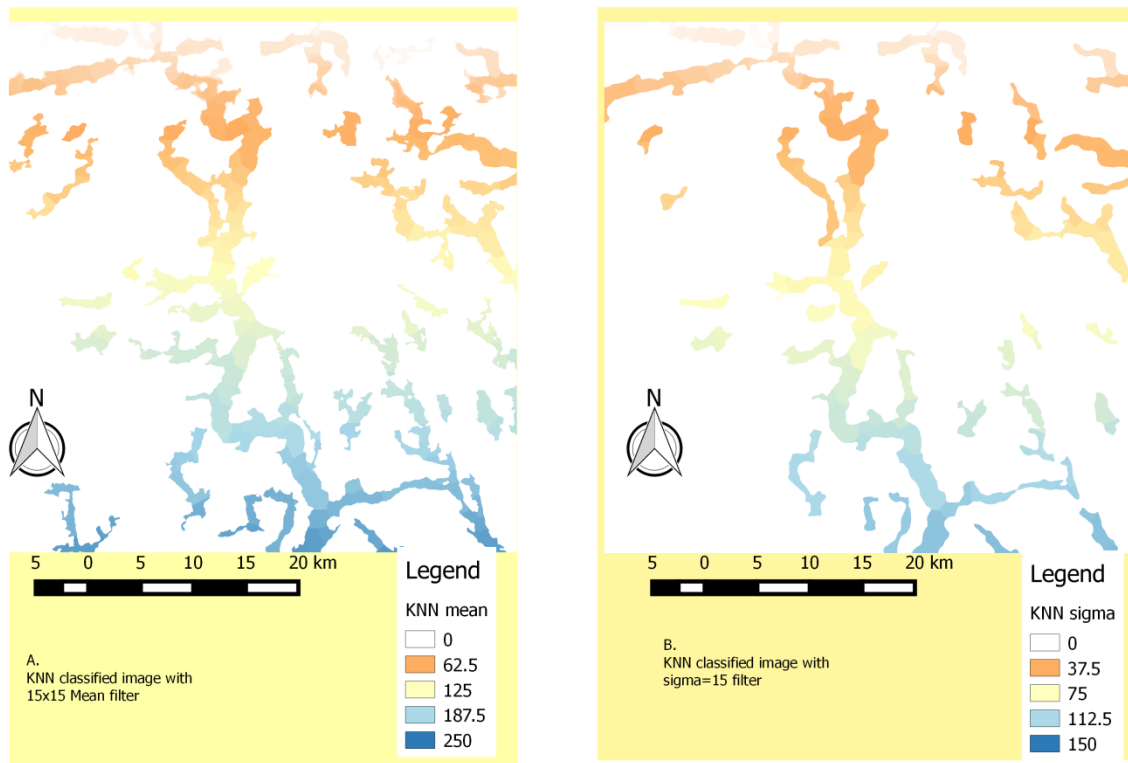 N
5 0 5 10 15 20 km
A.
KNN classified image with
15x15 Mean filter
Legend
KNN mean
0
62.5
125
187.5
250
N
5 0 5 10 15 20 km
B.
KNN classified image with
sigma=15 filter
Legend
KNN sigma
0
37.5
75
112.5
150